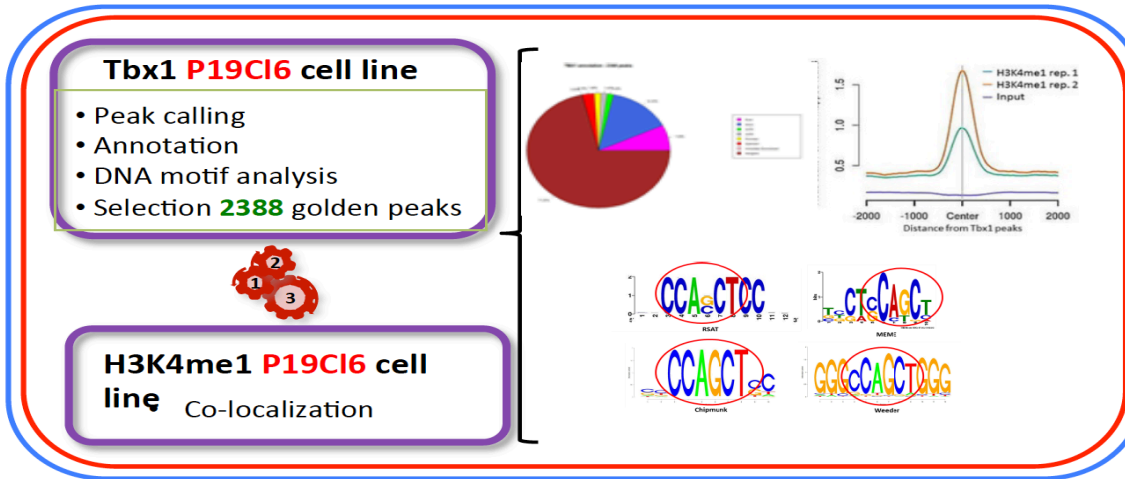 Tbx1 P19Cl6 cell line
• Peak calling
• Annotation
• DNA motif analysis
• Selection 2388 golden peaks
2
1
3
H3K4me1 P19Cl6 cell
line
• Co-localization
H3K4me1 rep. 1
H3K4me1 rep. 2
Input
1.5
1.0
0.5
-2000 -1000 Center 1000 2000
Distance from Tbx1 peaks
CCAGCTCC
RSAT
CTCCAGCT
MEME
CCAGCT
Chipmunk
GGGCCAGCTGGG
Weeder